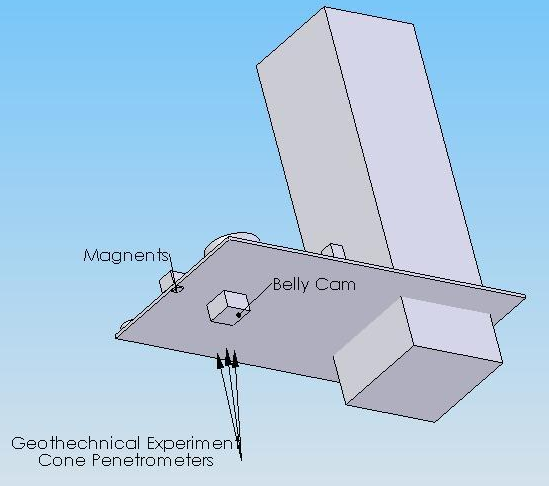 Magnents
Belly Cam
Geothechnical Experiment
Cone Penetrometers